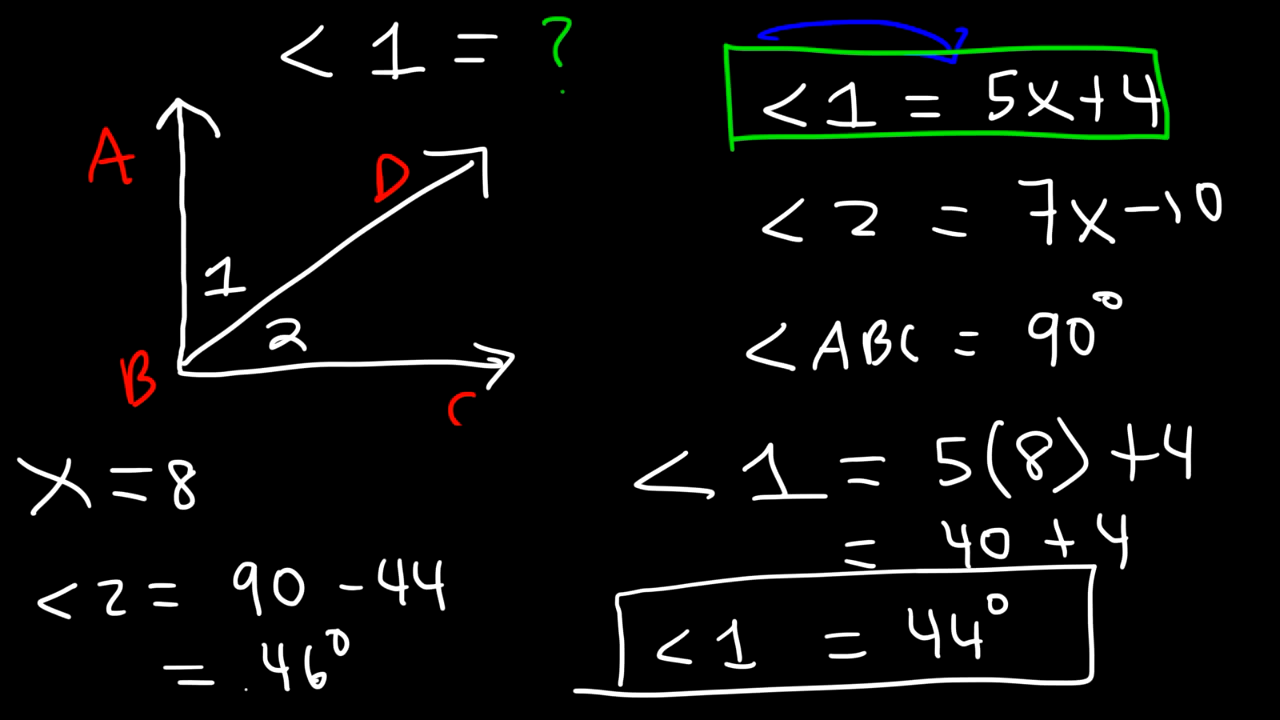 < 1 = ?
A
D
1
2
B
C
x = 8
< 2 = 90 - 44
= 46°
< 1 = 5x+4
< 2 = 7x-10
< ABC = 90°
< 1 = 5(8) +4
= 40 + 4
< 1 = 44°